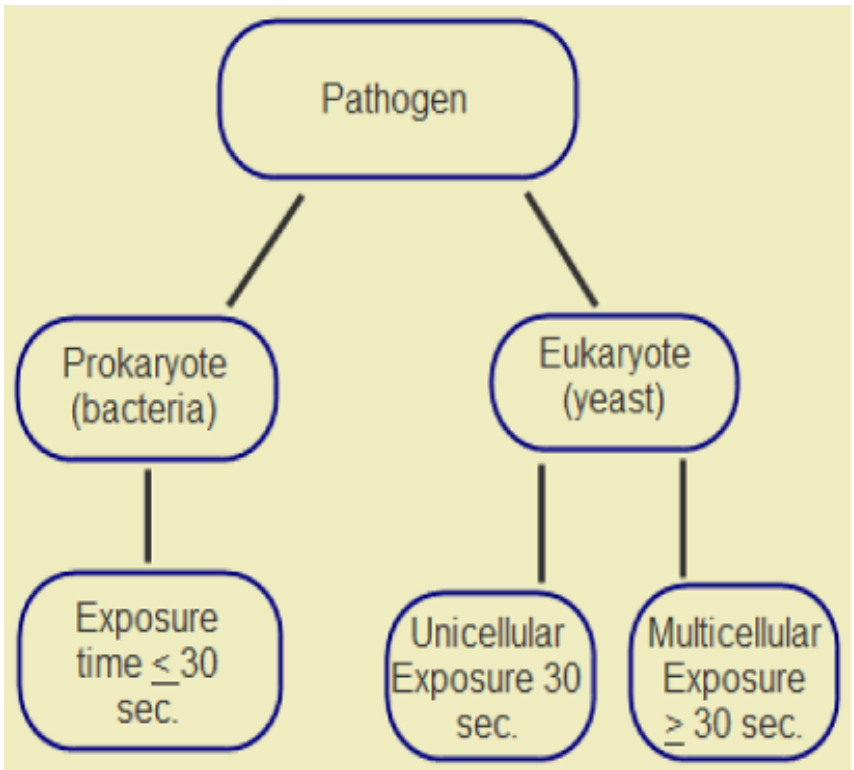 Pathogen
Prokaryote
(bacteria)
Eukaryote
(yeast)
Exposure
time ≤ 30
sec.
Unicellular
Exposure 30
sec.
Multicellular
Exposure
≥ 30 sec.